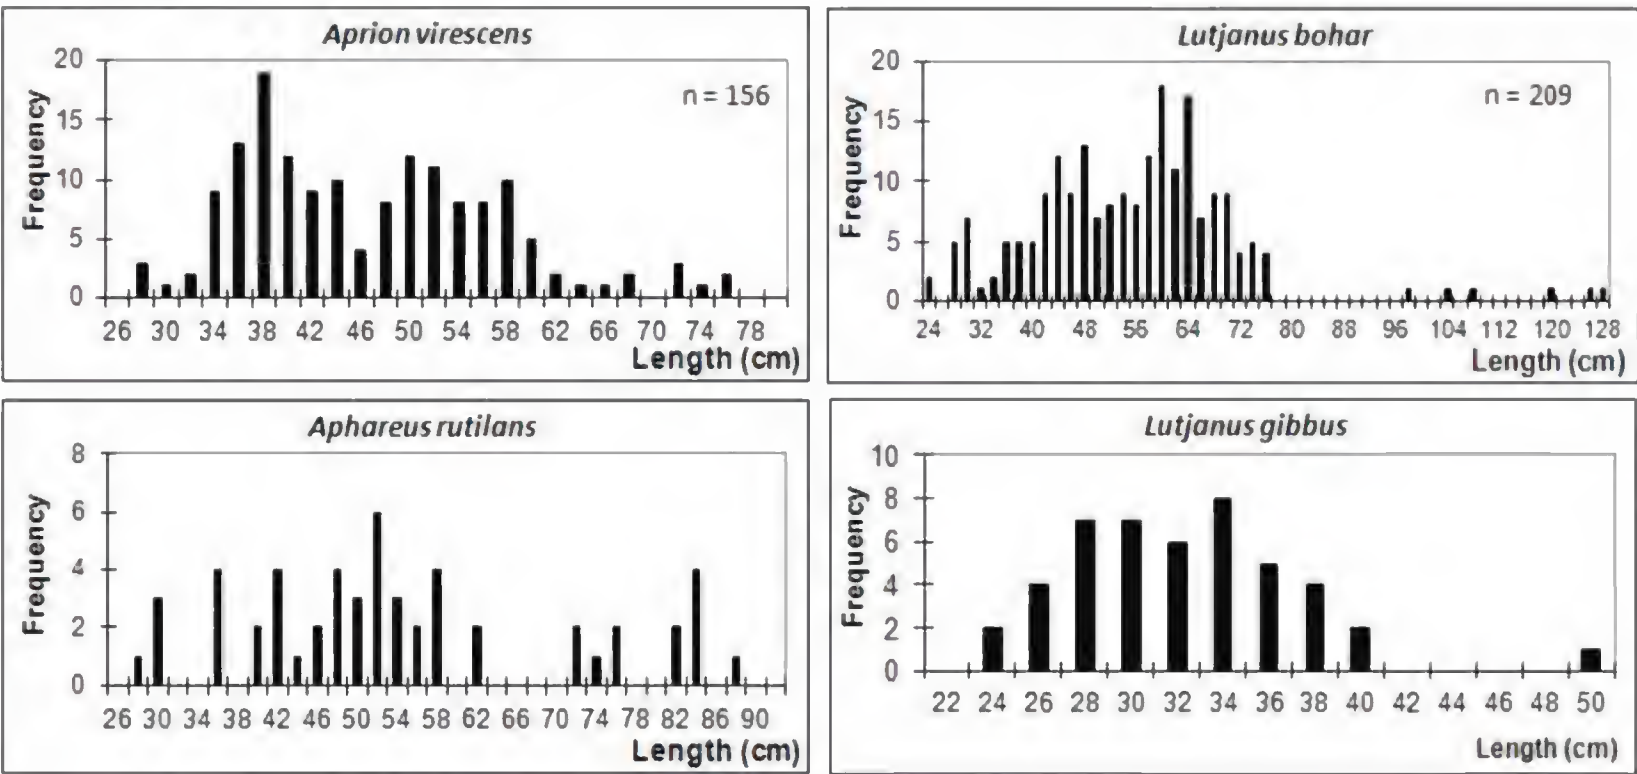 Aprion virescens
20
15
10
5
0
Frequency
n = 156
26 30 34 38 42 46 50 54 58 62 66 70 74 78
Length (cm)
Lutjanus bohar
20
15
10
5
0
Frequency
n = 209
24 32 40 48 56 64 72 80 88 96 104 112 120 128
Length (cm)
Aphareus rutilans
8
6
4
2
0
Frequency
26 30 34 38 42 46 50 54 58 62 66 70 74 78 82 86 90
Length (cm)
Lutjanus gibbus
10
8
6
4
2
0
Frequency
22 24 26 28 30 32 34 36 38 40 42 44 46 48 50
Length (cm)